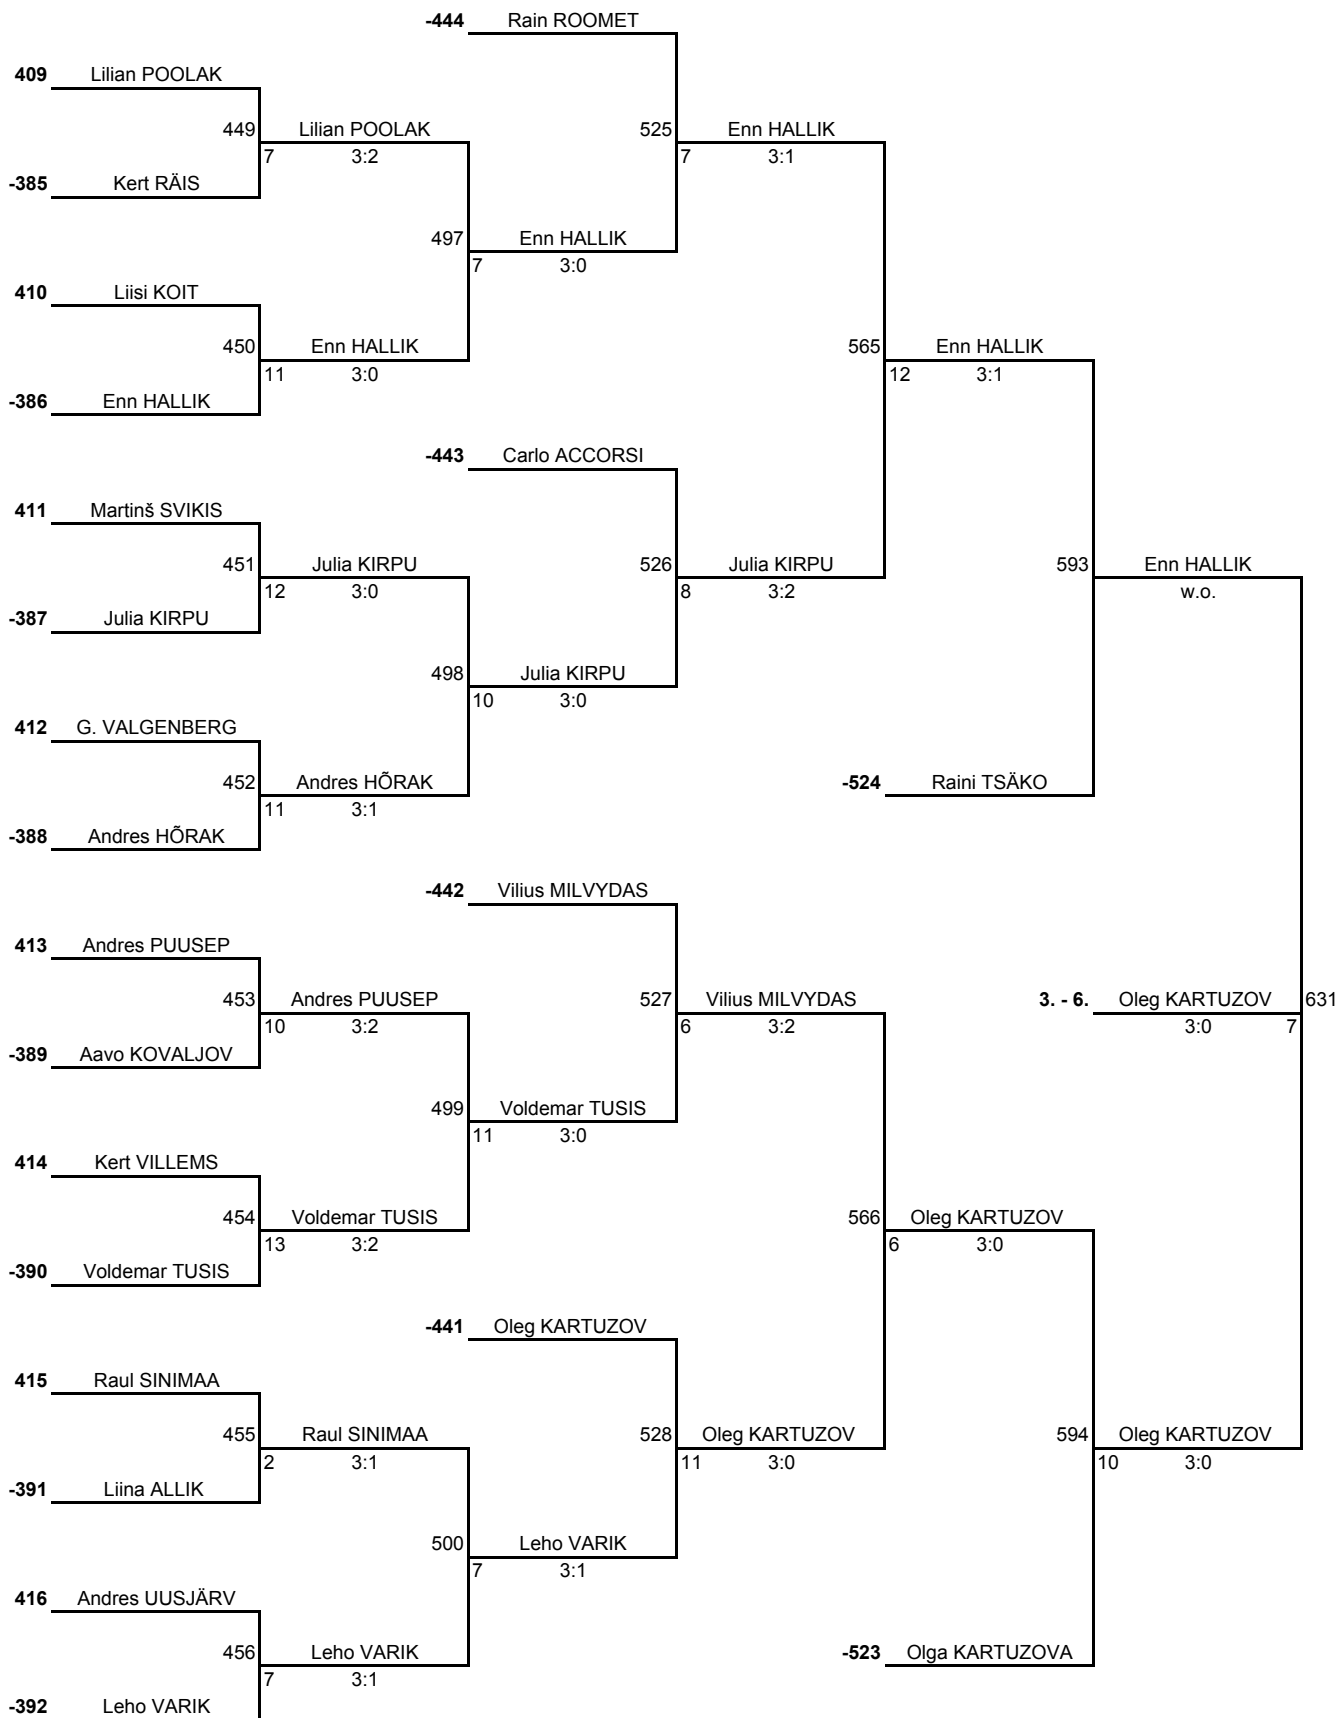 -444 Rain ROOMET
409 Lilian POOLAK
449 Lilian POOLAK 525 Enn HALLIK
7 3:2 7 3:1
-385 Kert RÄIS
497 Enn HALLIK
7 3:0
410 Liisi KOIT
450 Enn HALLIK 565 Enn HALLIK
11 3:0 12 3:1
-386 Enn HALLIK
-443 Carlo ACCORSI
411 Martinš SVIKIS
451 Julia KIRPU 526 Julia KIRPU 593 Enn HALLIK
12 3:0 8 3:2 w.o.
-387 Julia KIRPU
498 Julia KIRPU
10 3:0
412 G. VALGENBERG
452 Andres HÕRAK -524 Raini TSÄKO
11 3:1
-388 Andres HÕRAK
-442 Vilius MILVYDAS
413 Andres PUUSEP
453 Andres PUUSEP 527 Vilius MILVYDAS 3. - 6. Oleg KARTUZOV 631
10 3:2 6 3:2 3:0 7
-389 Aavo KOVALJOV
499 Voldemar TUSIS
11 3:0
414 Kert VILLEMS
454 Voldemar TUSIS 566 Oleg KARTUZOV
13 3:2 6 3:0
-390 Voldemar TUSIS
-441 Oleg KARTUZOV
415 Raul SINIMAA
455 Raul SINIMAA 528 Oleg KARTUZOV 594 Oleg KARTUZOV
2 3:1 11 3:0 10 3:0
-391 Liina ALLIK
500 Leho VARIK
7 3:1
416 Andres UUSJÄRV
456 Leho VARIK -523 Olga KARTUZOVA
7 3:1
-392 Leho VARIK